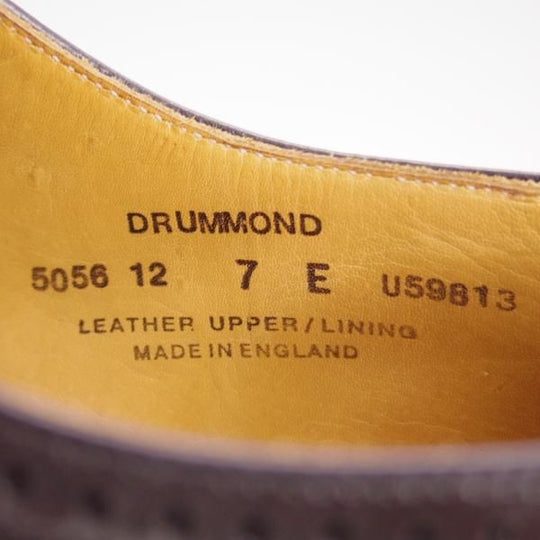 DRUMMOND
5056 12 7 E U59813
LEATHER UPPER/LINING
MADE IN ENGLAND